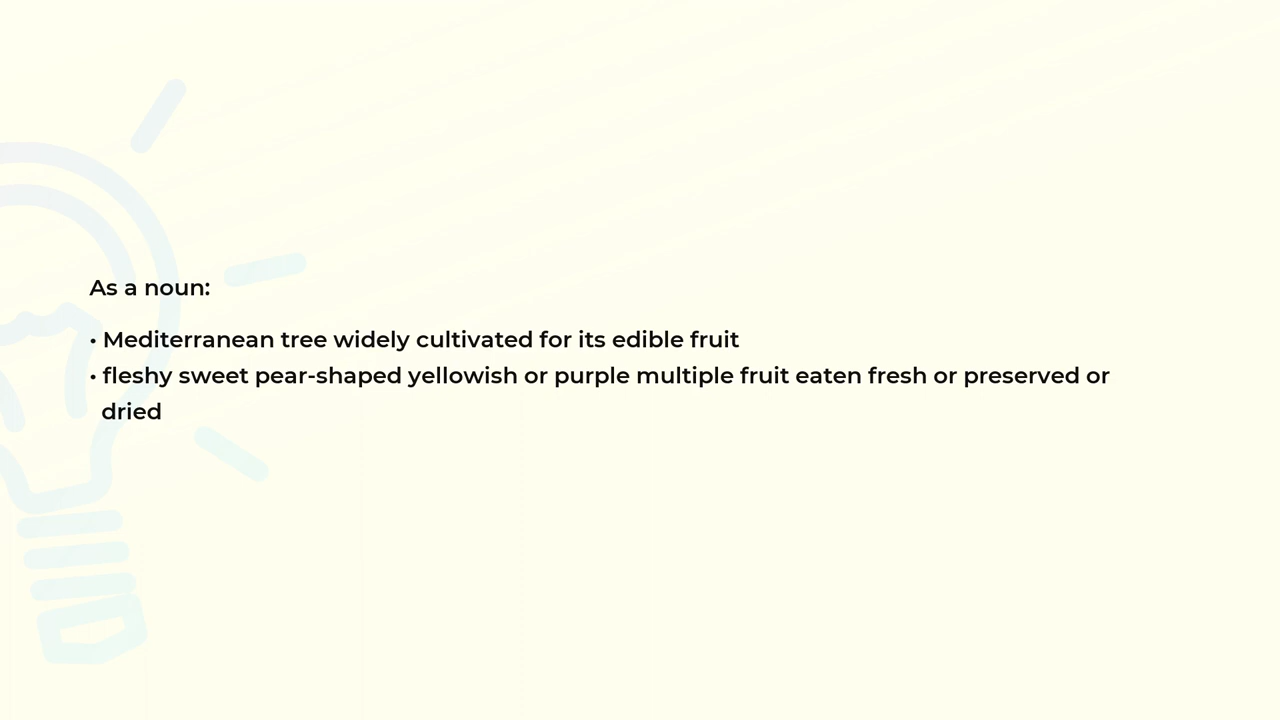 As a noun:
• Mediterranean tree widely cultivated for its edible fruit
• fleshy sweet pear-shaped yellowish or purple multiple fruit eaten fresh or preserved or
dried